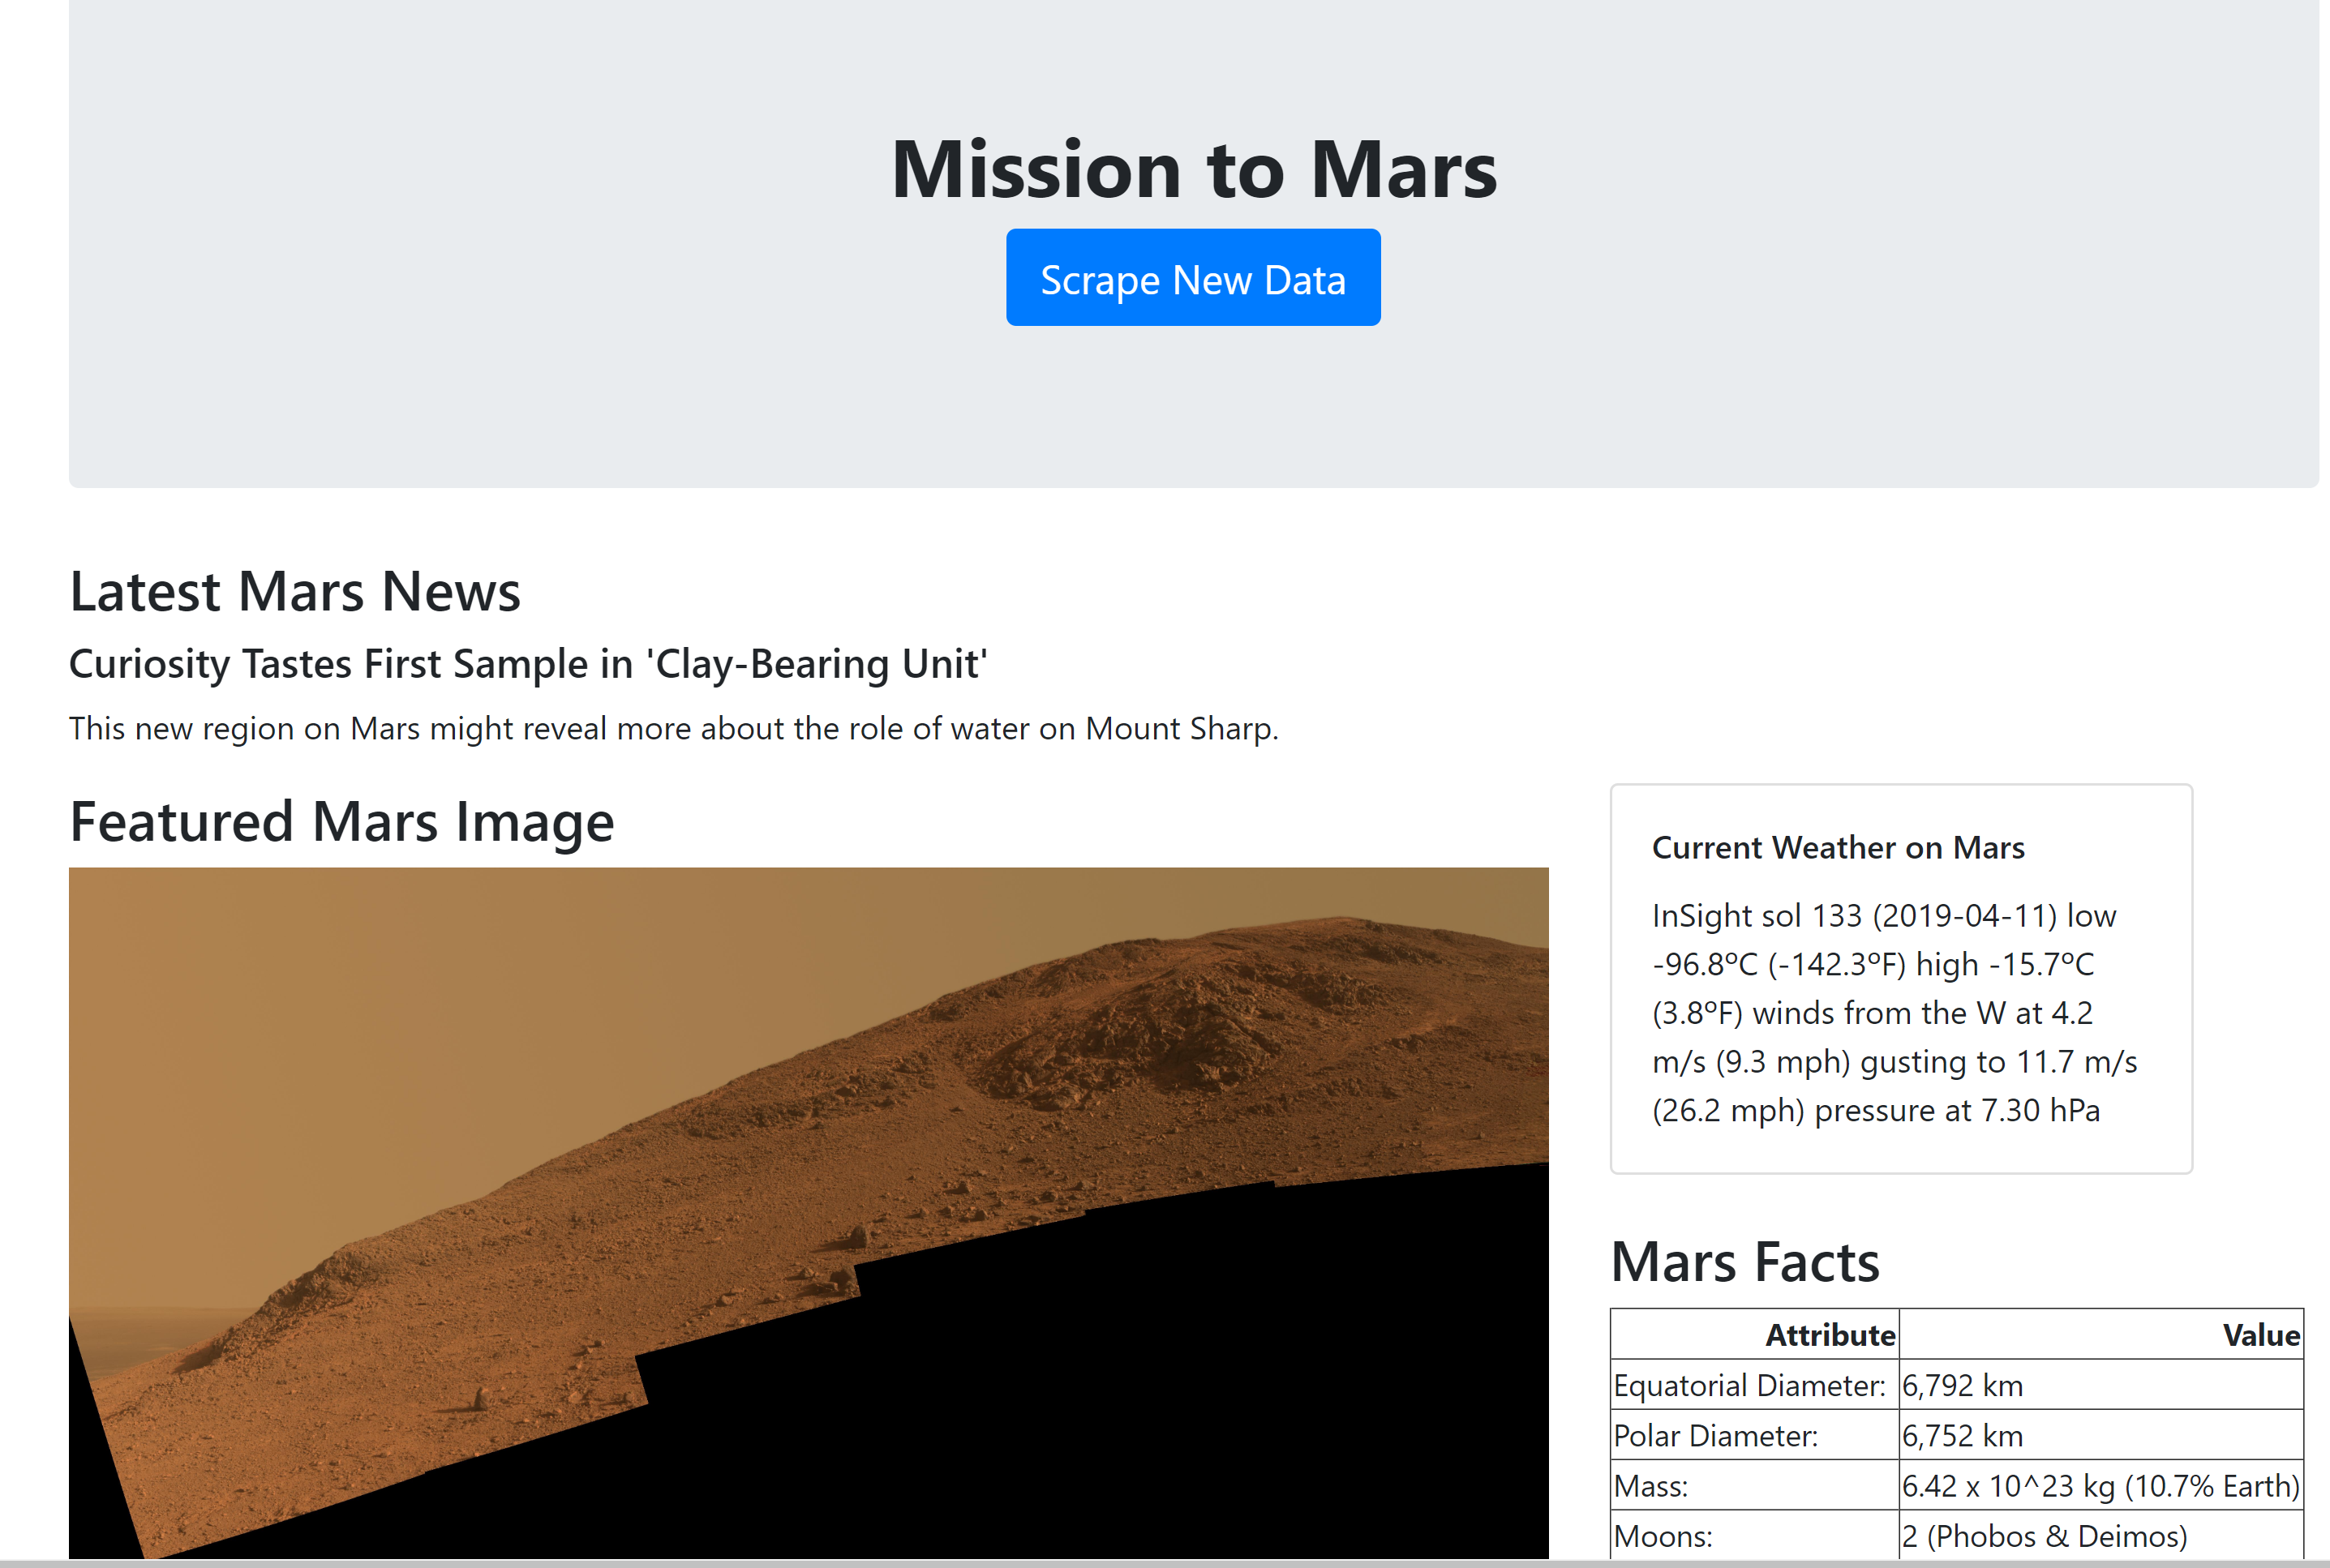 Mission to Mars
Scrape New Data
Latest Mars News
Curiosity Tastes First Sample in 'Clay-Bearing Unit'
This new region on Mars might reveal more about the role of water on Mount Sharp.
Featured Mars Image
Current Weather on Mars
InSight sol 133 (2019-04-11) low
-96.8ºC (-142.3ºF) high -15.7ºC
(3.8ºF) winds from the W at 4.2
m/s (9.3 mph) gusting to 11.7 m/s
(26.2 mph) pressure at 7.30 hPa
Mars Facts
Attribute Value
Equatorial Diameter: 6,792 km
Polar Diameter: 6,752 km
Mass: 6.42 x 10^23 kg (10.7% Earth)
Moons: 2 (Phobos & Deimos)